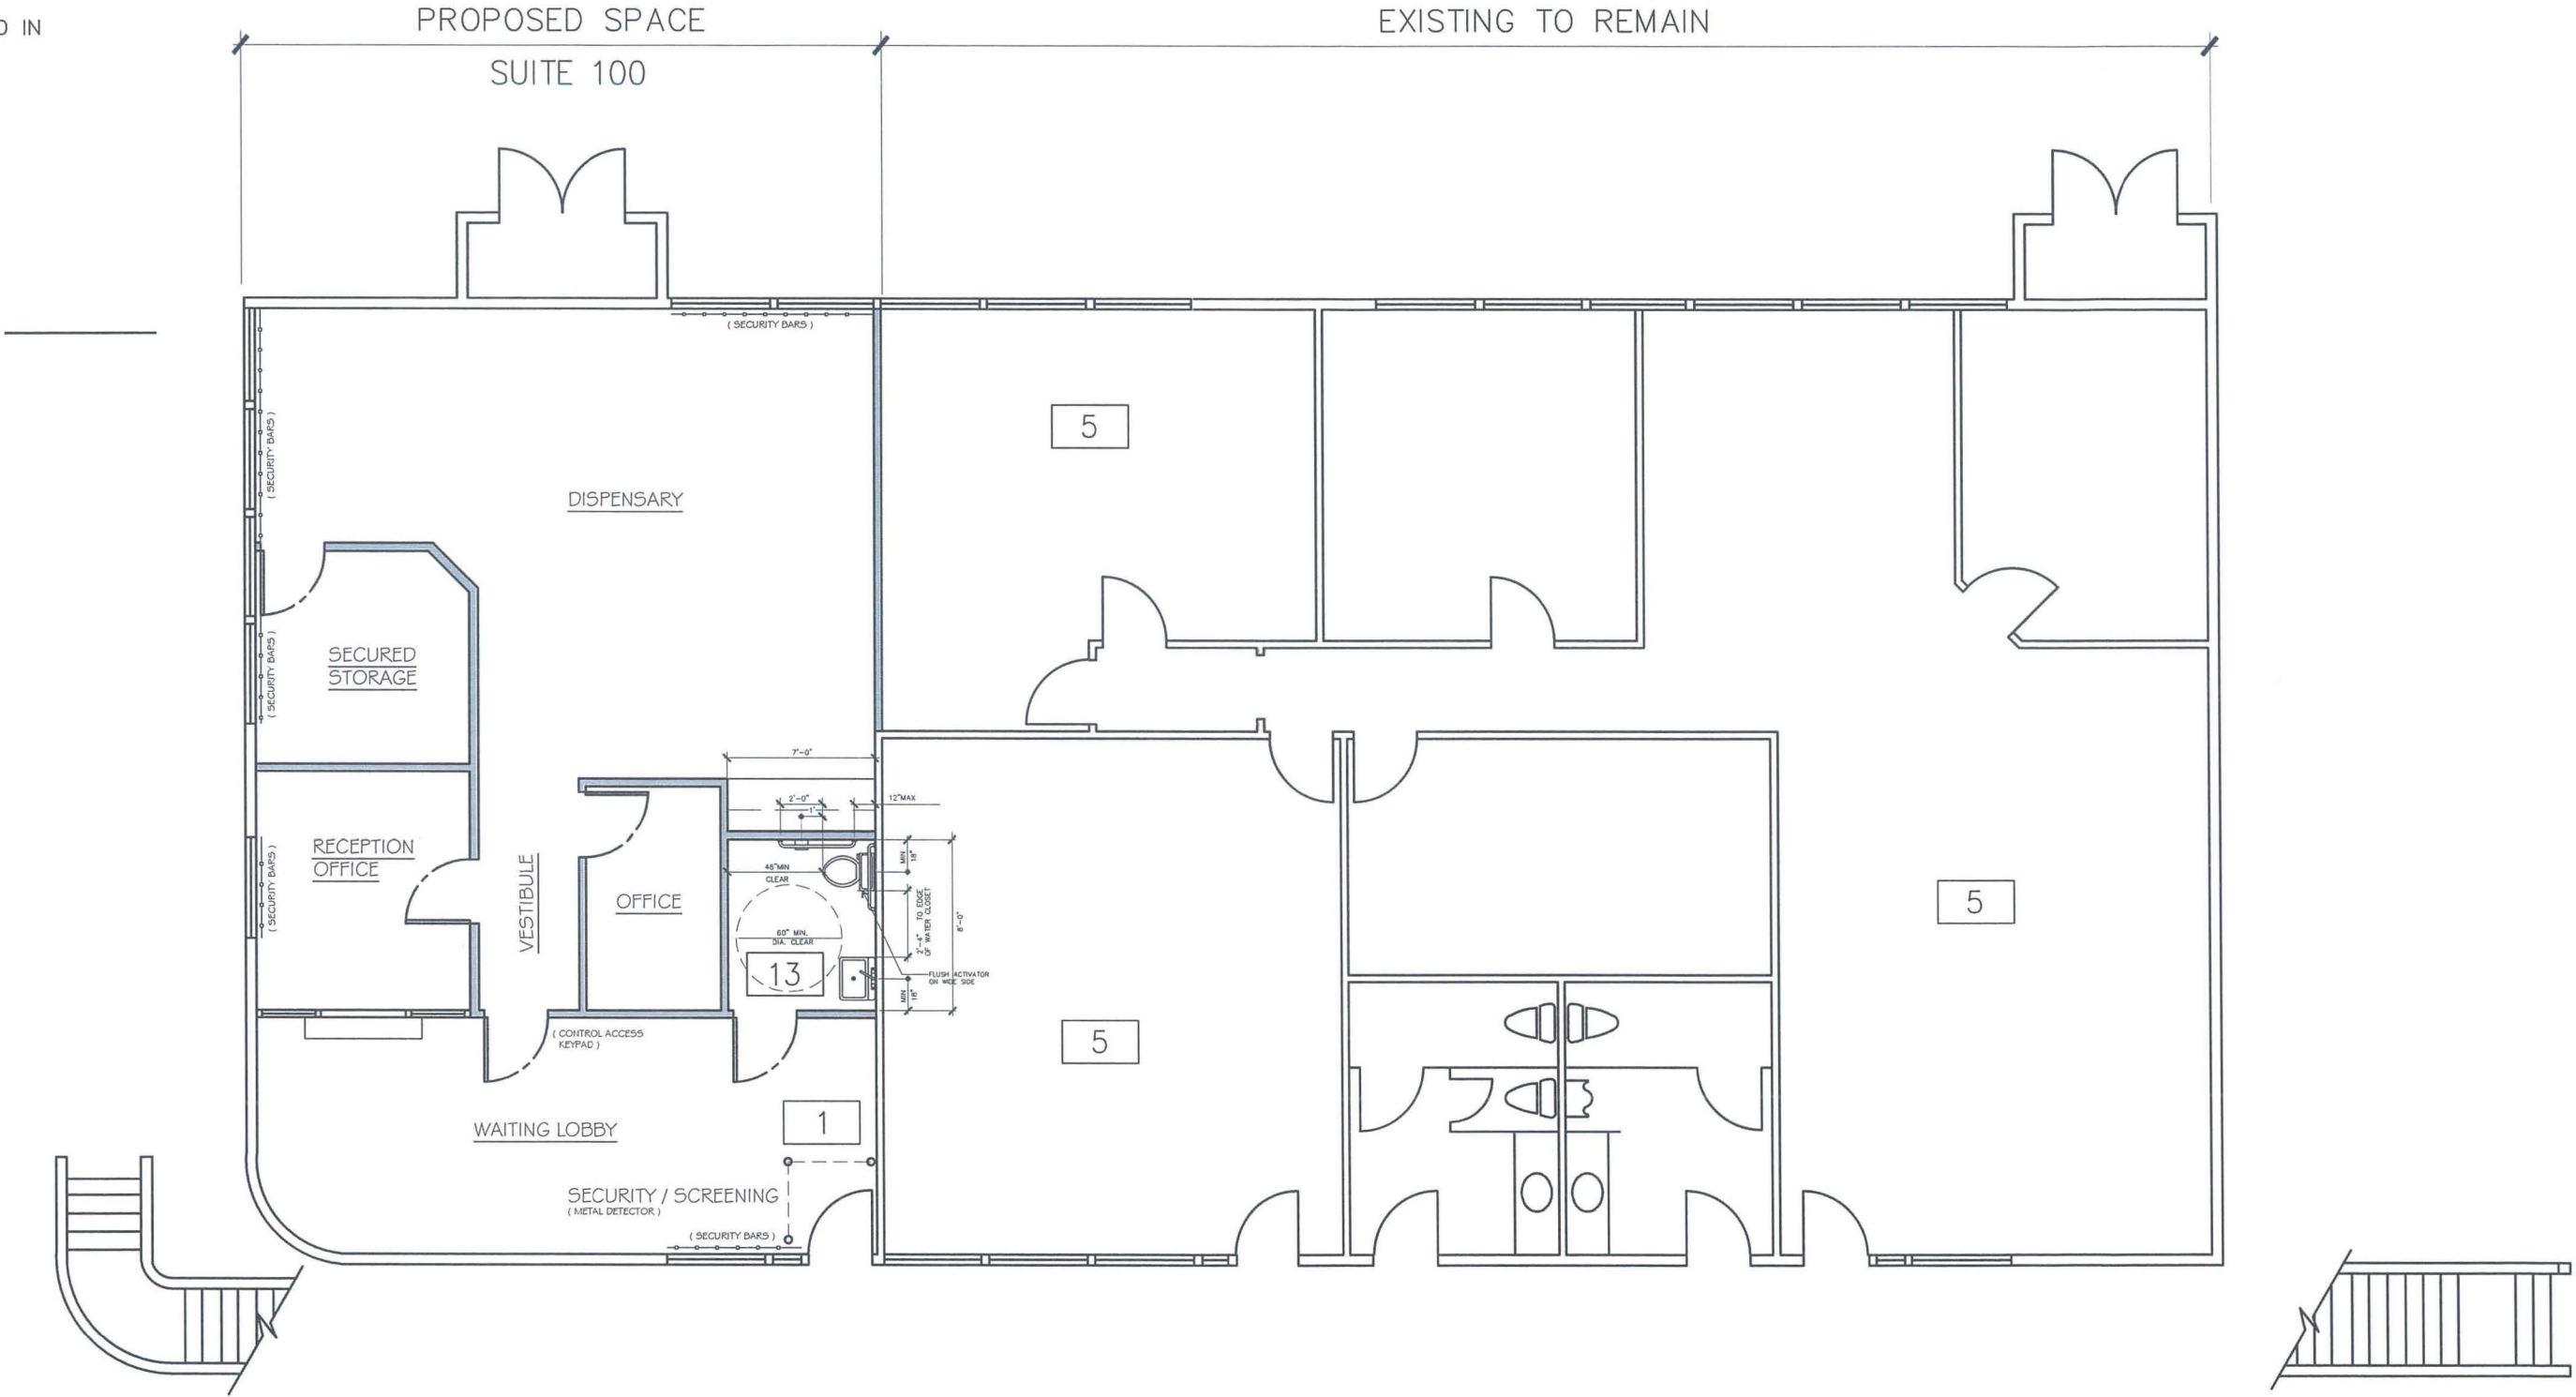 D IN
PROPOSED SPACE
EXISTING TO REMAIN
SUITE 100
( SECURITY BARS )
( SECURITY BARS )
5
DISPENSARY
( SECURITY BARS )
SECURED
STORAGE
7'-0"
2'-0"
12"MAX
1'
RECEPTION
OFFICE
( SECURITY BARS )
VESTIBULE
OFFICE
48"MIN
CLEAR
MIN
18"
2'-4" TO EDGE
OF WATER CLOSET
8'-0"
60" MIN.
DIA. CLEAR
13
FLUSH ACTIVATOR
ON WIDE SIDE
MIN
18"
5
5
( CONTROL ACCESS
KEYPAD )
WAITING LOBBY
1
SECURITY / SCREENING
( METAL DETECTOR )
( SECURITY BARS )